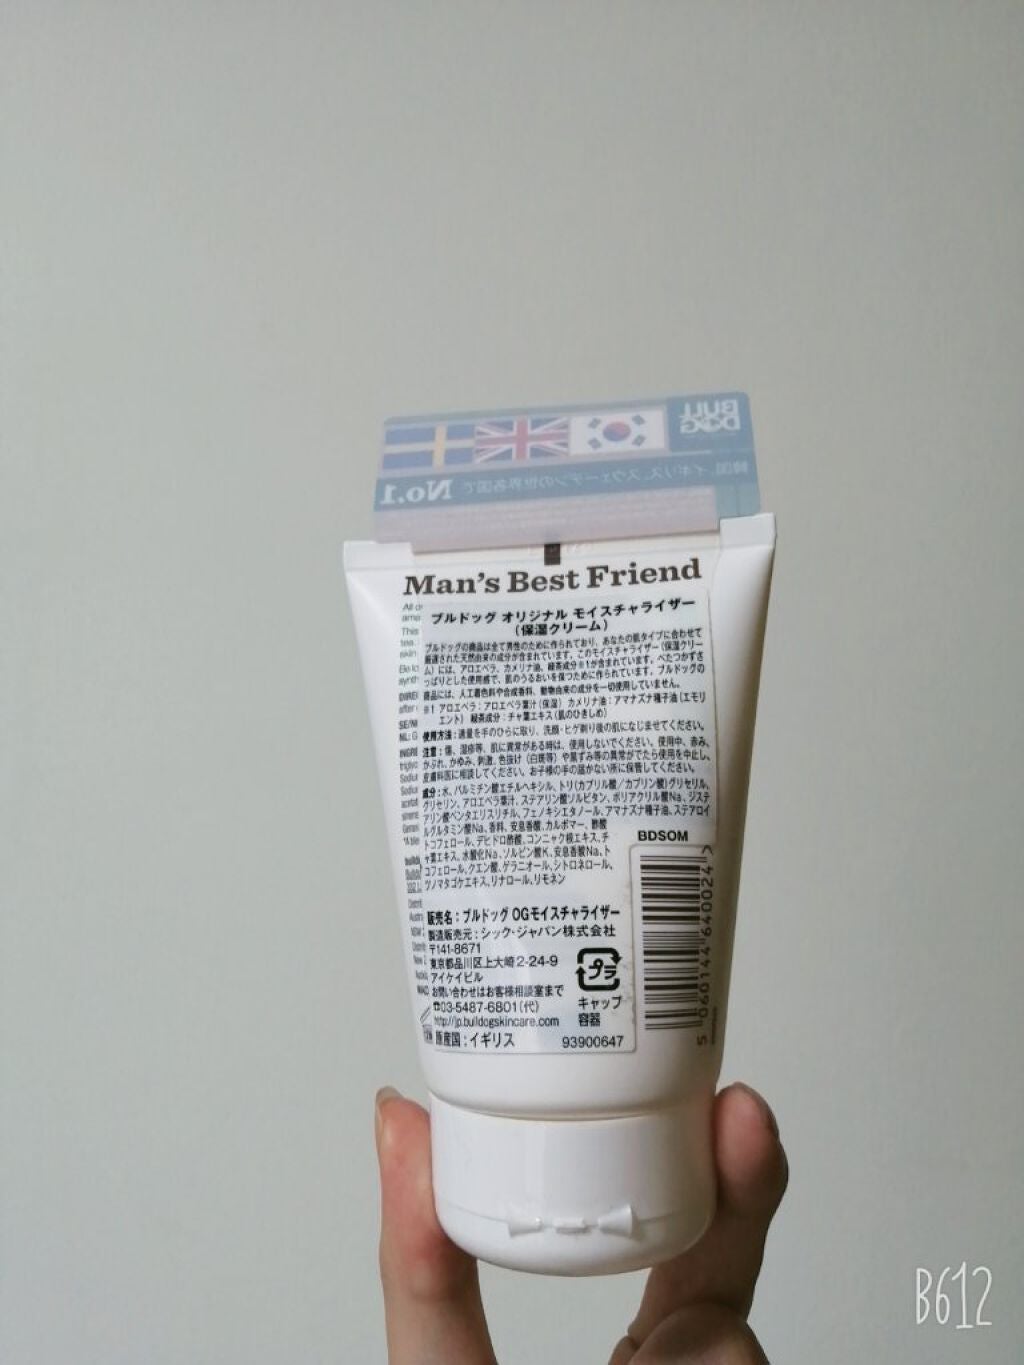 BULL
DOG
韓国、イギリス、スウェーデンの世界各国で No.1
Man's Best Friend
ブルドッグ オリジナル モイスチャライザー
（保湿クリーム）
ブルドッグの商品は全て男性のために作られており、あなたの肌タイプに合わせて
厳選された天然由来の成分が含まれています。このモイスチャライザー（保湿クリー
ム）には、アロエベラ、カメリナ油、緑茶成分※1が含まれています。べたつかずさ
っぱりとした使用感で、肌のうるおいを保つために作られています。ブルドッグの
商品には、人工着色料や合成香料、動物由来の成分を一切使用していません。
※1 アロエベラ：アロエベラ葉汁（保湿） カメリナ油：アマナズナ種子油（エモリ
エント） 緑茶成分：チャ葉エキス（肌のひきしめ）
使用方法：適量を手のひらに取り、洗顔・ヒゲ剃り後の肌になじませてください。
注意：傷、湿疹等、肌に異常がある時は、使用しないでください。使用中、赤み、
かぶれ、かゆみ、刺激、色抜け（白斑等）や黒ずみ等の異常がでたら使用を中止し、
皮膚科医に相談してください。お子様の手の届かない所に保管してください。
成分：水、パルミチン酸エチルヘキシル、トリ（カプリル酸／カプリン酸）グリセリル、
グリセリン、アロエベラ葉汁、ステアリン酸ソルビタン、ポリアクリル酸Na、ジステ
アリン酸ペンタエリスリチル、フェノキシエタノール、アマナズナ種子油、ステアロイ
ルグルタミン酸Na、香料、安息香酸、カルボマー、酢酸
トコフェロール、デヒドロ酢酸、コンニャク根エキス、チ
ャ葉エキス、水酸化Na、ソルビン酸K、安息香酸Na、ト
コフェロール、クエン酸、ゲラニオール、シトロネロール、
ツノマタゴケエキス、リナロール、リモネン
BDSOM
販売名：ブルドッグ OGモイスチャライザー
製造販売元：シック・ジャパン株式会社
〒141-8671
東京都品川区上大崎2-24-9
アイケイビル
お問い合わせはお客様相談室まで
☎03-5487-6801（代）
http://jp.bulldogskincare.com
原産国：イギリス
プラ
キャップ
容器
93900647
5 060144 640024 >
B612